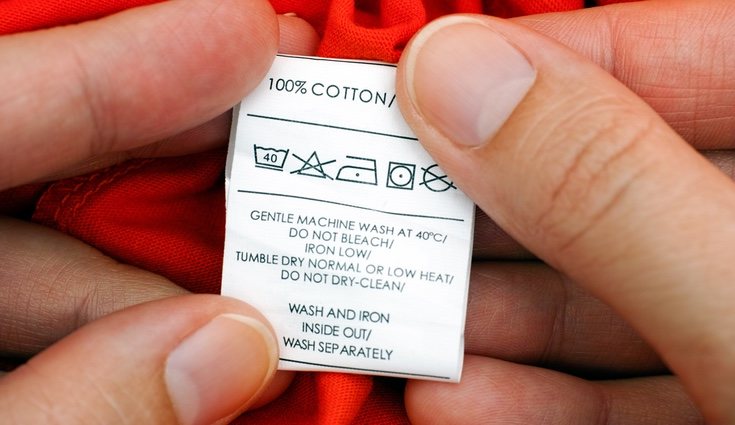 100% COTTON/
40
GENTLE MACHINE WASH AT 40ºC/
DO NOT BLEACH/
IRON LOW/
TUMBLE DRY NORMAL OR LOW HEAT/
DO NOT DRY-CLEAN/
WASH AND IRON
INSIDE OUT/
WASH SEPARATELY